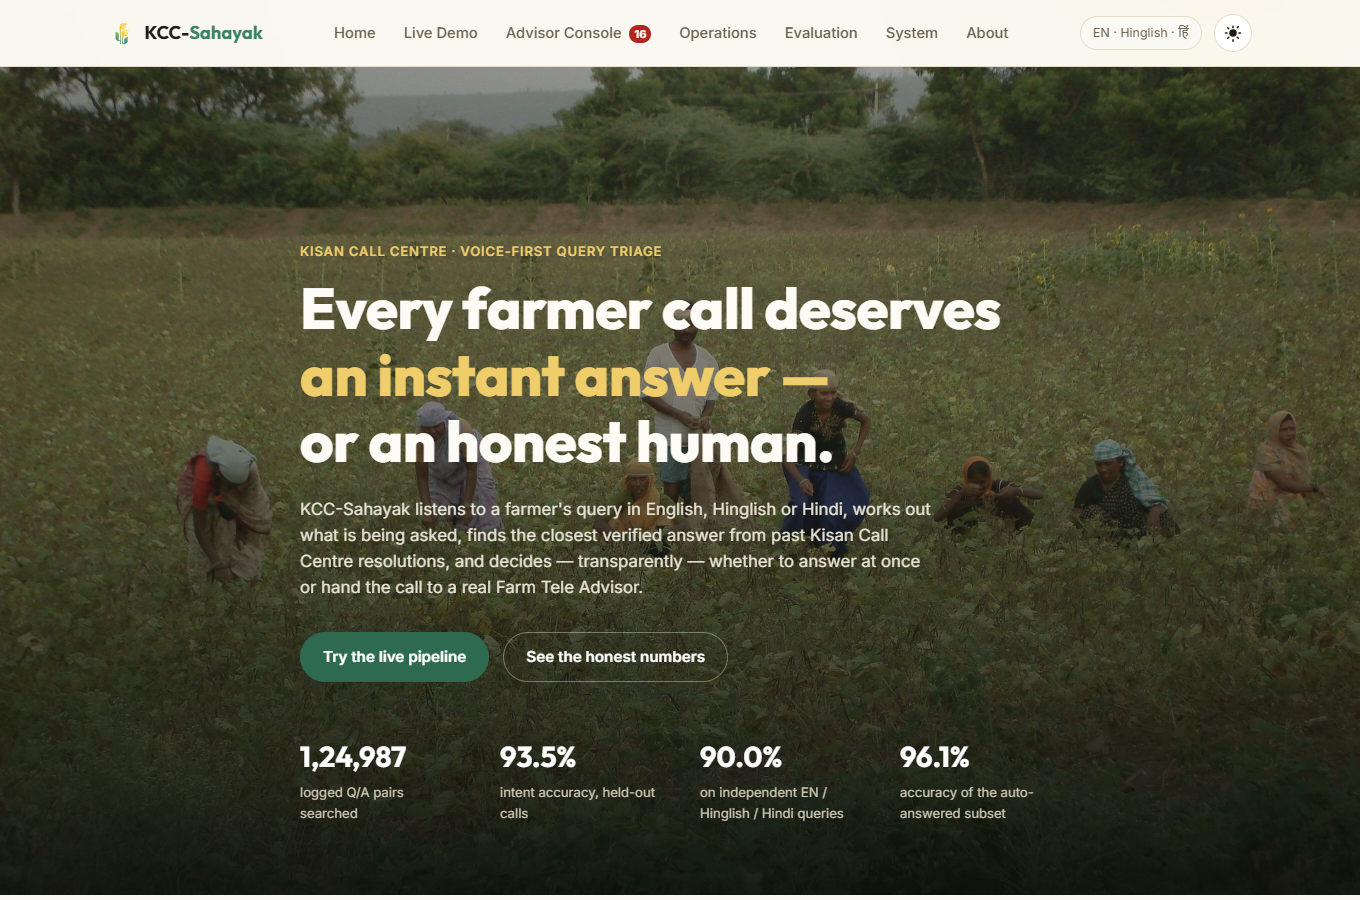 KCC-Sahayak
Home
Live Demo
Advisor Console 16
Operations
Evaluation
System
About
EN · Hinglish · हिं
KISAN CALL CENTRE · VOICE-FIRST QUERY TRIAGE
Every farmer call deserves
an instant answer —
or an honest human.
KCC-Sahayak listens to a farmer's query in English, Hinglish or Hindi, works out
what is being asked, finds the closest verified answer from past Kisan Call
Centre resolutions, and decides — transparently — whether to answer at once
or hand the call to a real Farm Tele Advisor.
Try the live pipeline
See the honest numbers
1,24,987
logged Q/A pairs
searched
93.5%
intent accuracy, held-out
calls
90.0%
on independent EN /
Hinglish / Hindi queries
96.1%
accuracy of the auto-
answered subset